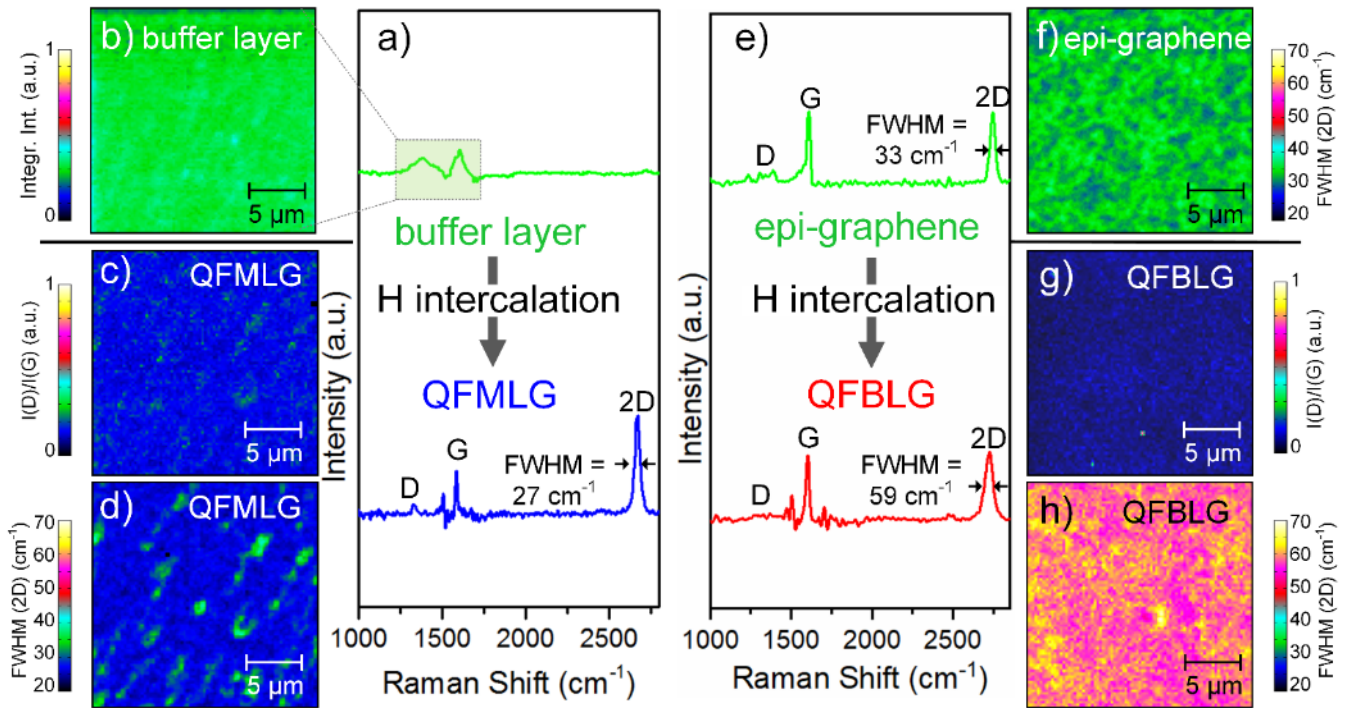 b) buffer layer
Integr. Int. (a.u.)
1
0
5 µm
c) QFMLG
I(D)/I(G) (a.u.)
1
0
5 µm
d) QFMLG
FWHM (2D) (cm⁻¹)
70
60
50
40
30
20
5 µm
a)
buffer layer
H intercalation
QFMLG
2D
G
FWHM =
27 cm⁻¹
D
Intensity (a.u.)
1000 1500 2000 2500
Raman Shift (cm⁻¹)
e)
2D
G
FWHM =
33 cm⁻¹
D
epi-graphene
H intercalation
QFBLG
2D
G
FWHM =
59 cm⁻¹
D
Intensity (a.u.)
1000 1500 2000 2500
Raman Shift (cm⁻¹)
f) epi-graphene
5 µm
70
60
50
40
30
20
FWHM (2D) (cm⁻¹)
g) QFBLG
5 µm
1
0
I(D)/I(G) (a.u.)
h) QFBLG
5 µm
70
60
50
40
30
20
FWHM (2D) (cm⁻¹)